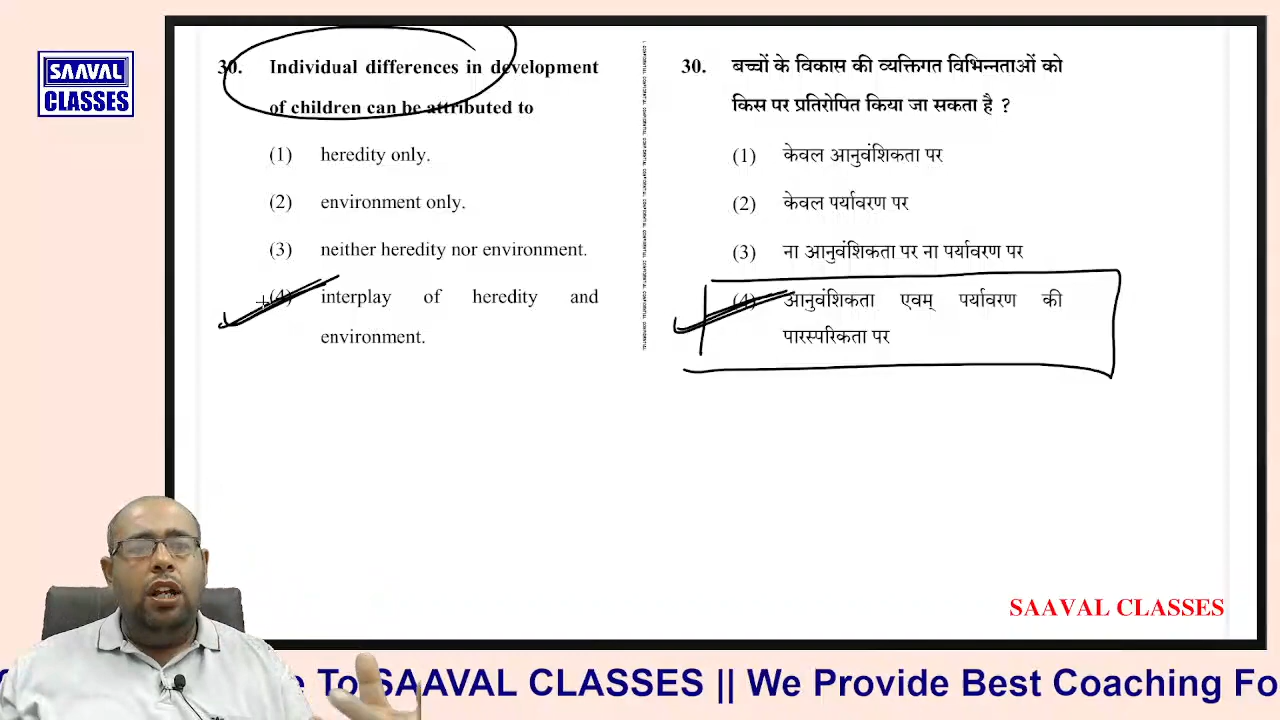 SAAVAL
CLASSES
30. Individual differences in development
of children can be attributed to
(1) heredity only.
(2) environment only.
(3) neither heredity nor environment.
(4) interplay of heredity and
environment.
30. बच्चों के विकास की व्यक्तिगत विभिन्नताओं को
किस पर प्रतिरोपित किया जा सकता है ?
(1) केवल आनुवंशिकता पर
(2) केवल पर्यावरण पर
(3) ना आनुवंशिकता पर ना पर्यावरण पर
(4) आनुवंशिकता एवम् पर्यावरण की
पारस्परिकता पर
SAAVAL CLASSES
To SAAVAL CLASSES || We Provide Best Coaching Fo